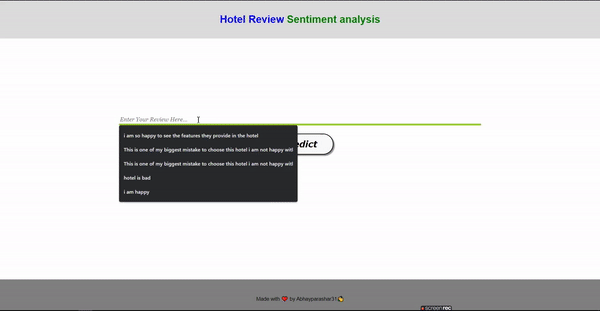 Hotel Review Sentiment analysis
Enter Your Review Here...
i am so happy to see the features they provide in the hotel
This is one of my biggest mistake to choose this hotel i am not happy witl
This is one of my biggest mistake to choose this hotel i am not happy witl
hotel is bad
i am happy
edict
Made with ❤ by Abhayparashar31
screenrec